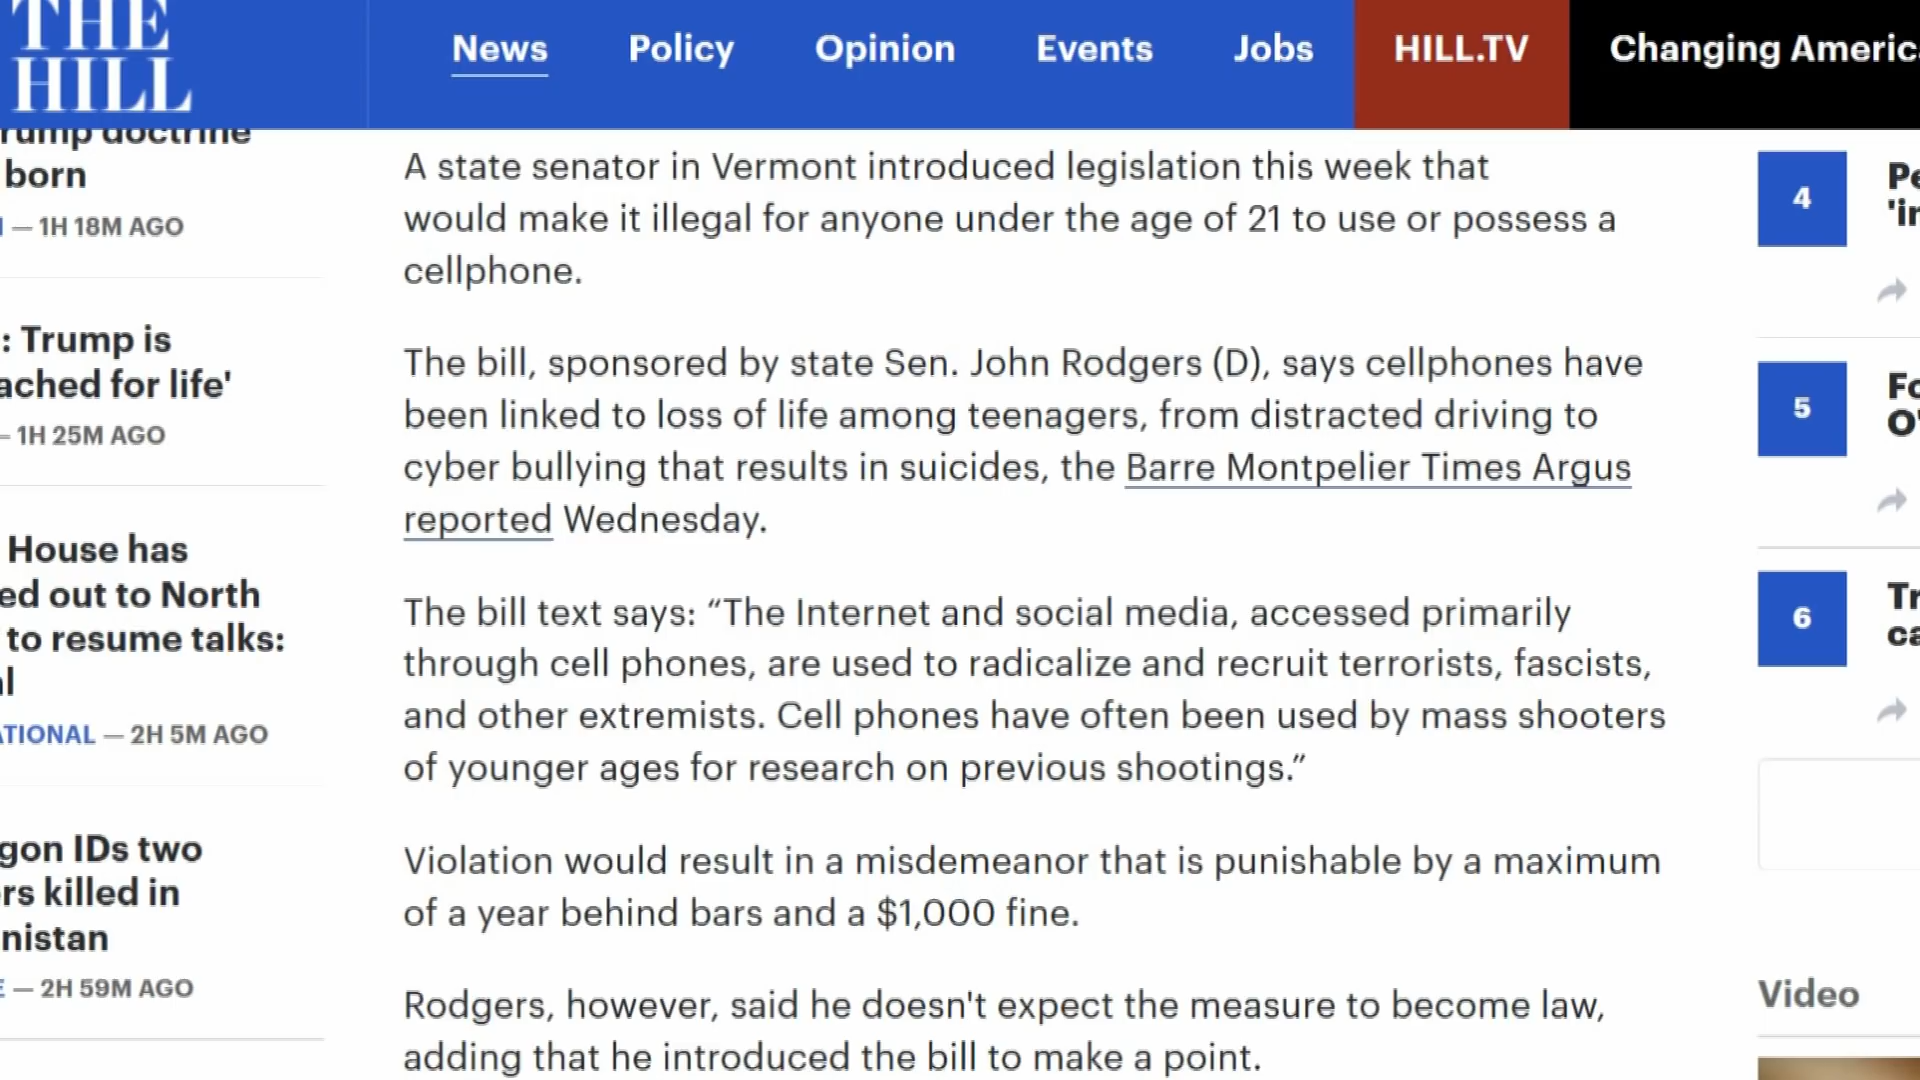 THE
HILL
News
Policy
Opinion
Events
Jobs
HILL.TV
Changing
doctrine
born
— 1H 18M AGO
: Trump is
for life'
— 1H 25M AGO
House has
out to North
to resume talks:
— 2H 5M AGO
IDs two
killed in
— 2H 59M AGO
A state senator in Vermont introduced legislation this week that
would make it illegal for anyone under the age of 21 to use or possess a
cellphone.
The bill, sponsored by state Sen. John Rodgers (D), says cellphones have
been linked to loss of life among teenagers, from distracted driving to
cyber bullying that results in suicides, the Barre Montpelier Times Argus
reported Wednesday.
The bill text says: “The Internet and social media, accessed primarily
through cell phones, are used to radicalize and recruit terrorists, fascists,
and other extremists. Cell phones have often been used by mass shooters
of younger ages for research on previous shootings.”
Violation would result in a misdemeanor that is punishable by a maximum
of a year behind bars and a $1,000 fine.
Rodgers, however, said he doesn't expect the measure to become law,
adding that he introduced the bill to make a point.
4
5
6
Video